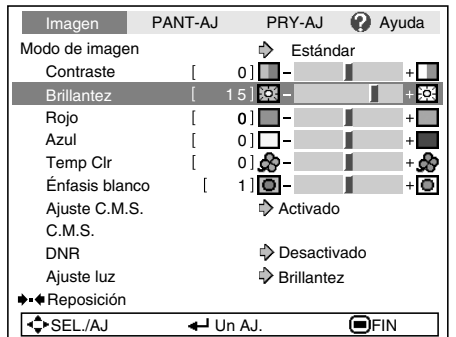 Imagen PANT-AJ PRY-AJ ? Ayuda
Modo de imagen Estándar
Contraste [ 0] - +
Brillantez [ 15] - +
Rojo [ 0] - +
Azul [ 0] - +
Temp Clr [ 0] - +
Énfasis blanco [ 1] - +
Ajuste C.M.S. Activado
C.M.S.
DNR Desactivado
Ajuste luz Brillantez
Reposición
SEL./AJ Un AJ. FIN